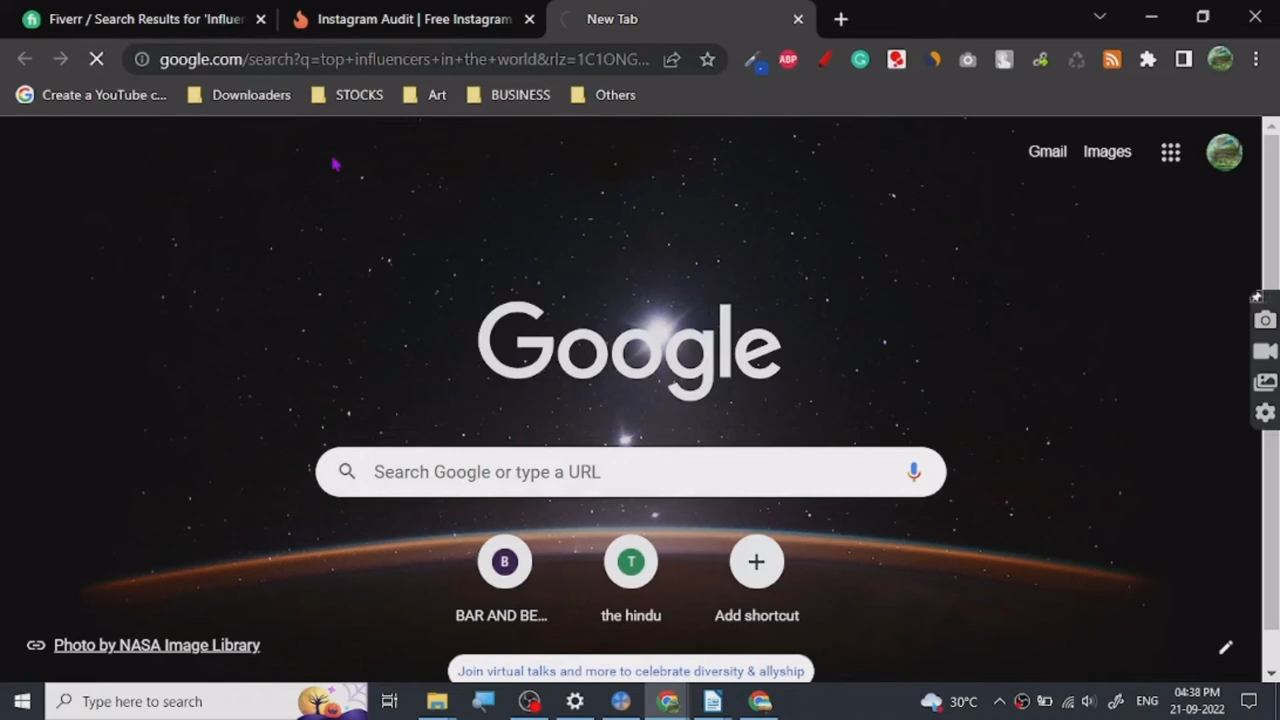 Fiverr / Search Results for 'Influer
Instagram Audit | Free Instagram
New Tab
google.com/search?q=top+influencers+in+the+world&rlz=1C1ONG...
ABP
Create a YouTube c...
Downloaders
STOCKS
Art
BUSINESS
Others
Gmail
Images
Google
Search Google or type a URL
B
T
BAR AND BE...
the hindu
Add shortcut
Photo by NASA Image Library
Join virtual talks and more to celebrate diversity & allyship
Type here to search
30°C
ENG
04:38 PM
21-09-2022